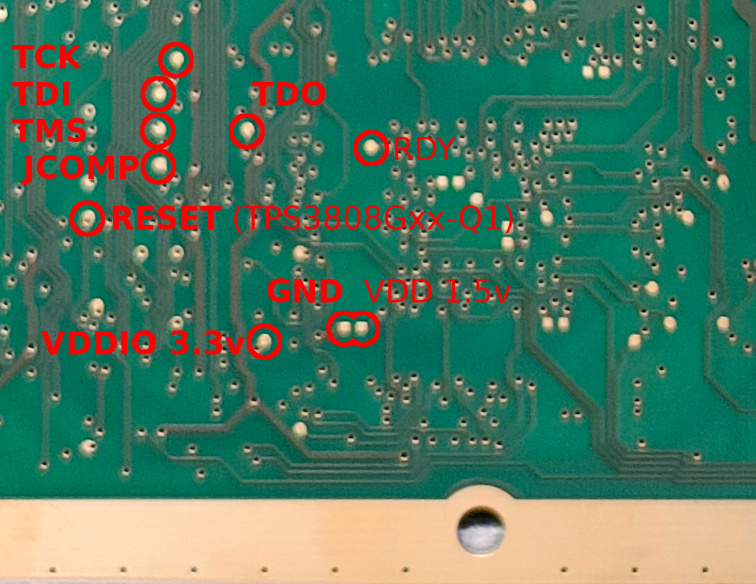 TCK
TDI TDO
TMS
JCOMP RDY
RESET (TPS3808Gxx-Q1)
GND VDD 1.5v
VDDIO 3.3v